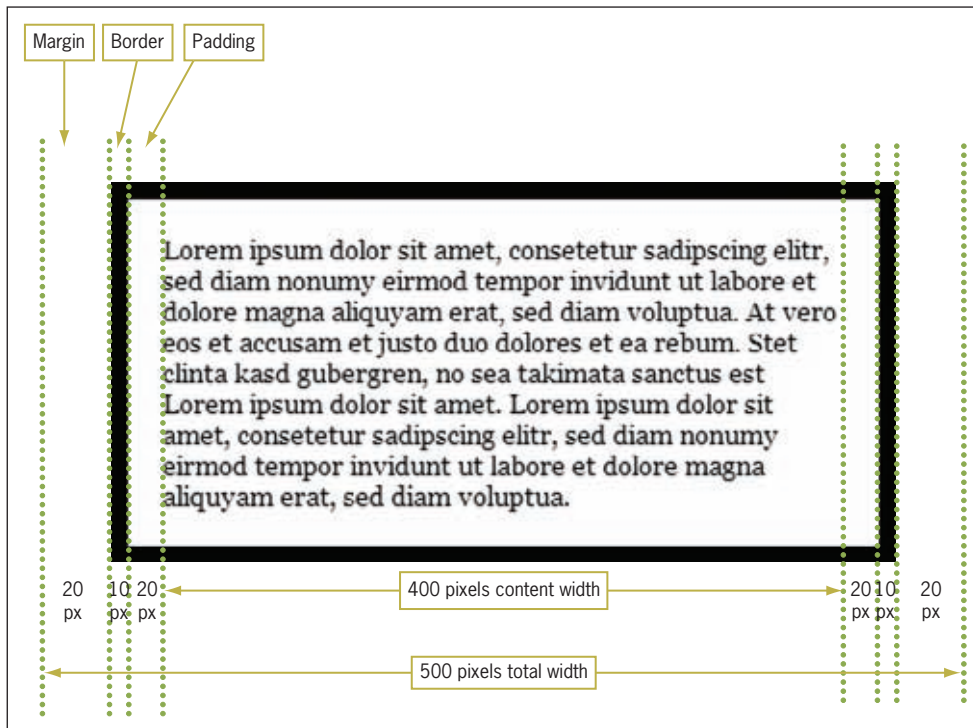 Margin
Border
Padding
Lorem ipsum dolor sit amet, consetetur sadipscing elitr,
sed diam nonumy eirmod tempor invidunt ut labore et
dolore magna aliquyam erat, sed diam voluptua. At vero
eos et accusam et justo duo dolores et ea rebum. Stet
clinta kasd gubergren, no sea takimata sanctus est
Lorem ipsum dolor sit amet. Lorem ipsum dolor sit
amet, consetetur sadipscing elitr, sed diam nonumy
eirmod tempor invidunt ut labore et dolore magna
aliquyam erat, sed diam voluptua.
20
px
10
px
20
px
400 pixels content width
20
px
10
px
20
px
500 pixels total width